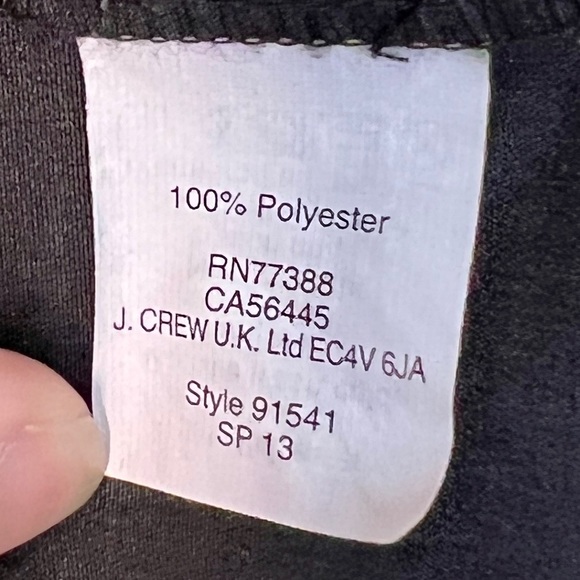 100% Polyester
RN77388
CA56445
J. CREW U.K. Ltd EC4V 6JA
Style 91541
SP 13